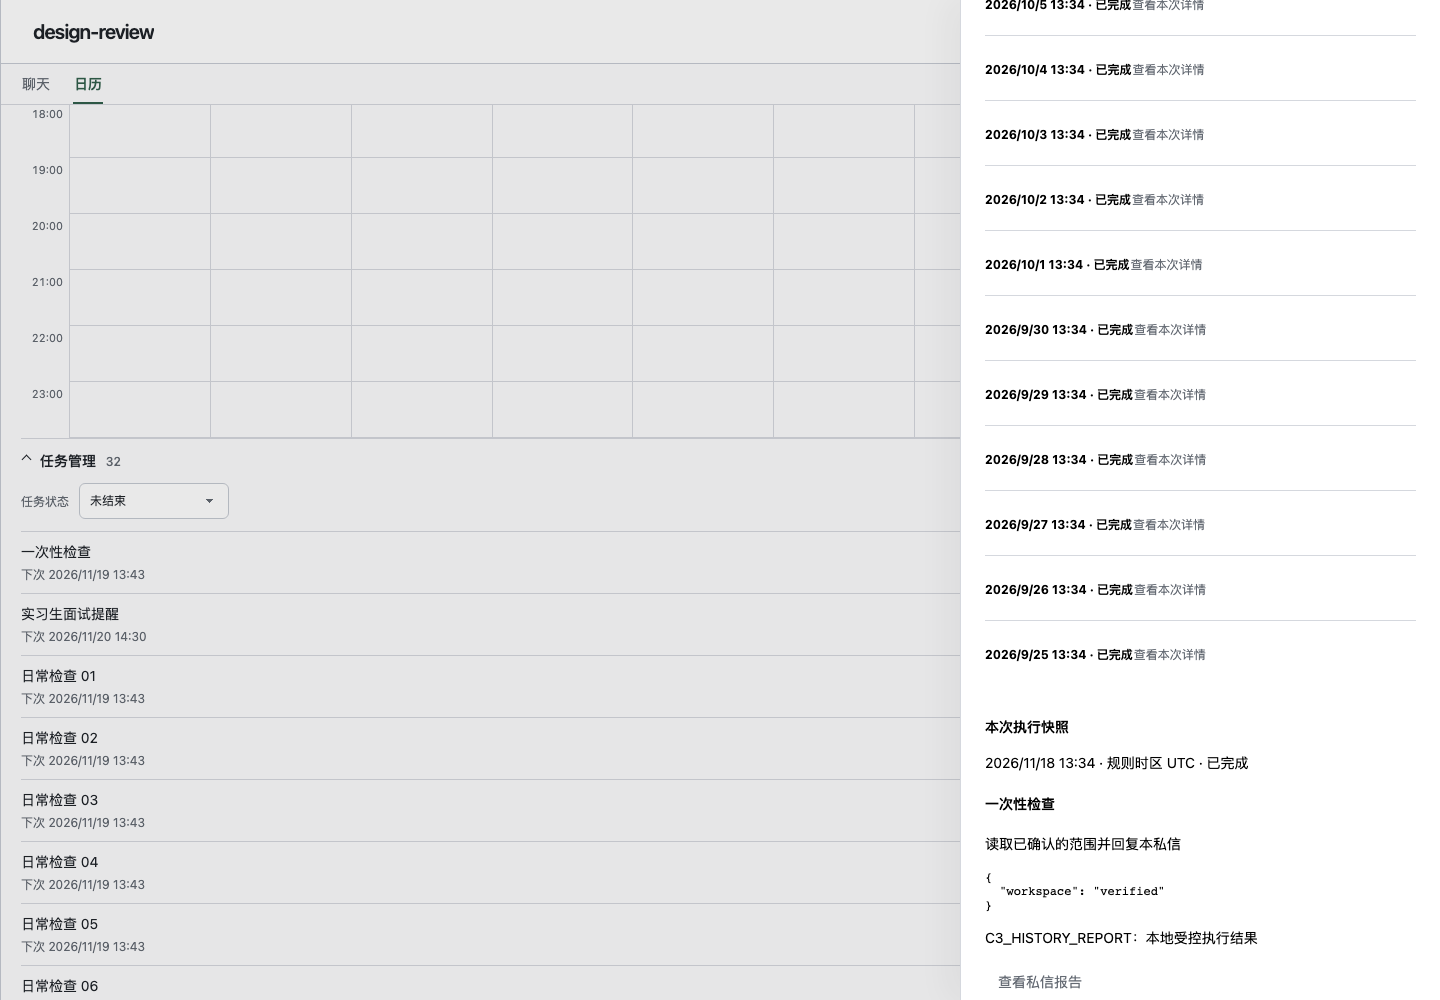 design-review
聊天 日历
18:00
19:00
20:00
21:00
22:00
23:00
任务管理 32
任务状态 未结束
一次性检查
下次 2026/11/19 13:43
实习生面试提醒
下次 2026/11/20 14:30
日常检查 01
下次 2026/11/19 13:43
日常检查 02
下次 2026/11/19 13:43
日常检查 03
下次 2026/11/19 13:43
日常检查 04
下次 2026/11/19 13:43
日常检查 05
下次 2026/11/19 13:43
日常检查 06
2026/10/5 13:34 · 已完成查看本次详情
2026/10/4 13:34 · 已完成查看本次详情
2026/10/3 13:34 · 已完成查看本次详情
2026/10/2 13:34 · 已完成查看本次详情
2026/10/1 13:34 · 已完成查看本次详情
2026/9/30 13:34 · 已完成查看本次详情
2026/9/29 13:34 · 已完成查看本次详情
2026/9/28 13:34 · 已完成查看本次详情
2026/9/27 13:34 · 已完成查看本次详情
2026/9/26 13:34 · 已完成查看本次详情
2026/9/25 13:34 · 已完成查看本次详情
本次执行快照
2026/11/18 13:34 · 规则时区 UTC · 已完成
一次性检查
读取已确认的范围并回复本私信
{
  "workspace": "verified"
}
C3_HISTORY_REPORT：本地受控执行结果
查看私信报告